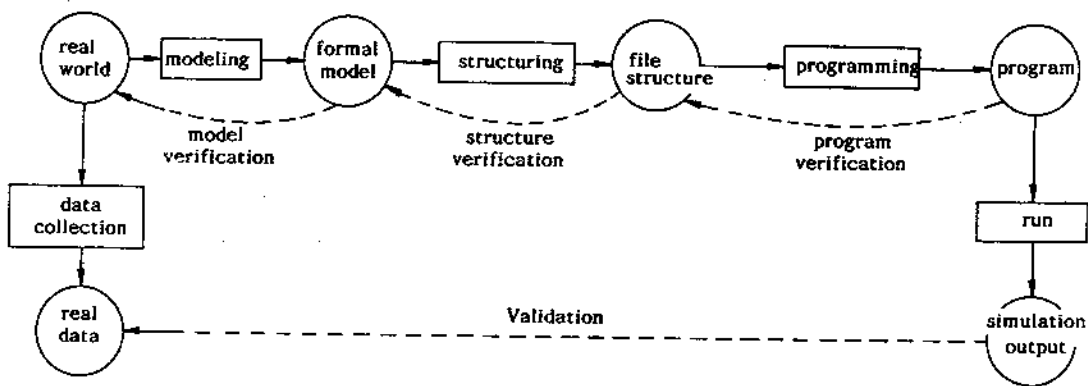 real
world
modeling
formal
model
structuring
file
structure
programming
program
model
verification
structure
verification
program
verification
data
collection
run
real
data
Validation
simulation
output